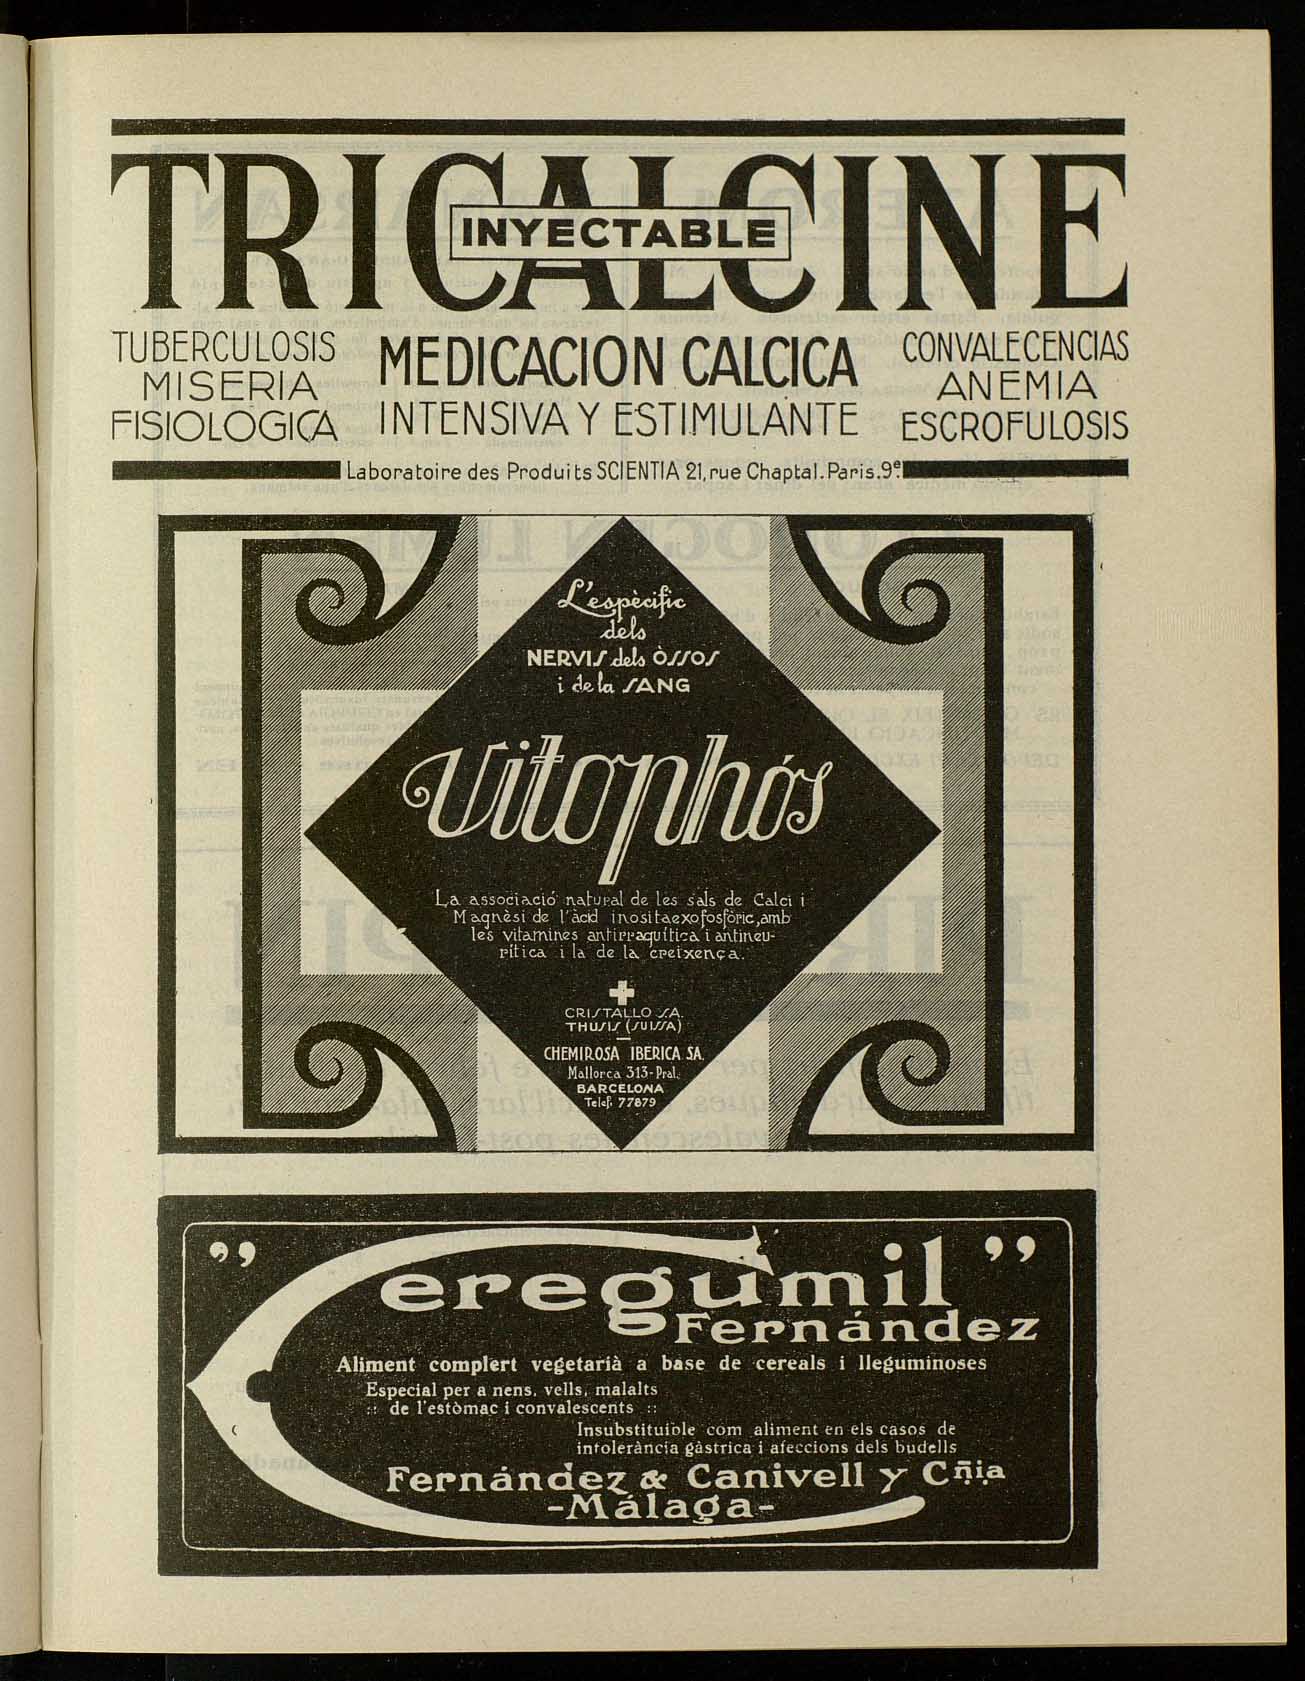 TRICALCINE
INYECTABLE
TUBERCULOSIS
MISERIA
FISIOLOGICA
MEDICACION CALCICA
INTENSIVA Y ESTIMULANTE
CONVALECENCIAS
ANEMIA
ESCROFULOSIS
Laboratoire des Produits SCIENTIA 21, rue Chaptal. Paris. 9e.
L'espècific
dels
NERVIS dels ÒSSOS
i de la SANG
Vitophós
La associació natural de les sals de Calci i
Magnèsi de l'àcid inositaexofosfòric, amb
les vitamines antirraquítica i antineu-
rítica i la de la creixença.
CRISTALLO SA.
THUSIS (SUISSA)
CHEMIROSA IBERICA SA.
Mallorca 313-Pral.
BARCELONA
Telef. 77879
"Ceregumil"
Fernández
Aliment complert vegetarià a base de cereals i lleguminoses
Especial per a nens, vells, malalts
:: de l'estòmac i convalescents ::
Insubstituible com aliment en els casos de
intolerància gàstrica i afeccions dels budells
Fernández & Canivell y Cñia
-Málaga-